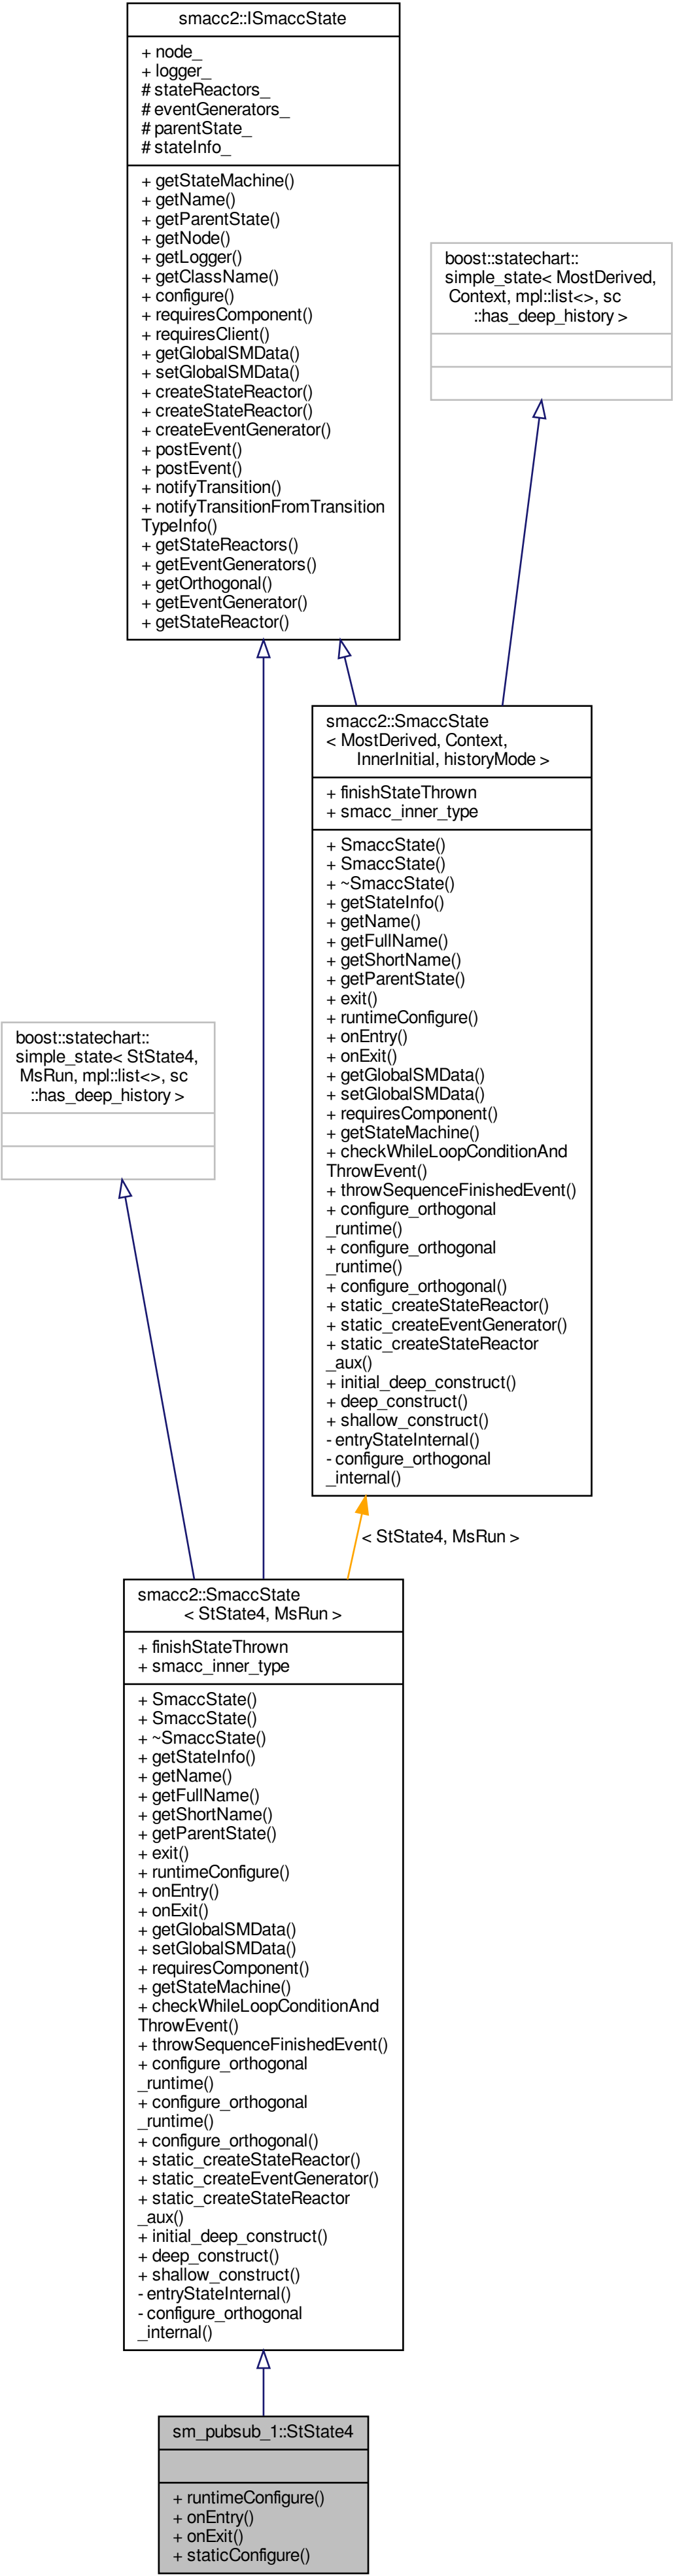 smacc2::ISmaccState
+ node_
+ logger_
# stateReactors_
# eventGenerators_
# parentState_
# stateInfo_
+ getStateMachine()
+ getName()
+ getParentState()
+ getNode()
+ getLogger()
+ getClassName()
+ configure()
+ requiresComponent()
+ requiresClient()
+ getGlobalSMData()
+ setGlobalSMData()
+ createStateReactor()
+ createStateReactor()
+ createEventGenerator()
+ postEvent()
+ postEvent()
+ notifyTransition()
+ notifyTransitionFromTransition
TypeInfo()
+ getStateReactors()
+ getEventGenerators()
+ getOrthogonal()
+ getEventGenerator()
+ getStateReactor()
boost::statechart::
simple_state< MostDerived,
Context, mpl::list<>, sc
::has_deep_history >
smacc2::SmaccState
< MostDerived, Context,
InnerInitial, historyMode >
+ finishStateThrown
+ smacc_inner_type
+ SmaccState()
+ SmaccState()
+ ~SmaccState()
+ getStateInfo()
+ getName()
+ getFullName()
+ getShortName()
+ getParentState()
+ exit()
+ runtimeConfigure()
+ onEntry()
+ onExit()
+ getGlobalSMData()
+ setGlobalSMData()
+ requiresComponent()
+ getStateMachine()
+ checkWhileLoopConditionAnd
ThrowEvent()
+ throwSequenceFinishedEvent()
+ configure_orthogonal
_runtime()
+ configure_orthogonal
_runtime()
+ configure_orthogonal()
+ static_createStateReactor()
+ static_createEventGenerator()
+ static_createStateReactor
_aux()
+ initial_deep_construct()
+ deep_construct()
+ shallow_construct()
- entryStateInternal()
- configure_orthogonal
_internal()
boost::statechart::
simple_state< StState4,
MsRun, mpl::list<>, sc
::has_deep_history >
< StState4, MsRun >
smacc2::SmaccState
< StState4, MsRun >
+ finishStateThrown
+ smacc_inner_type
+ SmaccState()
+ SmaccState()
+ ~SmaccState()
+ getStateInfo()
+ getName()
+ getFullName()
+ getShortName()
+ getParentState()
+ exit()
+ runtimeConfigure()
+ onEntry()
+ onExit()
+ getGlobalSMData()
+ setGlobalSMData()
+ requiresComponent()
+ getStateMachine()
+ checkWhileLoopConditionAnd
ThrowEvent()
+ throwSequenceFinishedEvent()
+ configure_orthogonal
_runtime()
+ configure_orthogonal
_runtime()
+ configure_orthogonal()
+ static_createStateReactor()
+ static_createEventGenerator()
+ static_createStateReactor
_aux()
+ initial_deep_construct()
+ deep_construct()
+ shallow_construct()
- entryStateInternal()
- configure_orthogonal
_internal()
sm_pubsub_1::StState4
+ runtimeConfigure()
+ onEntry()
+ onExit()
+ staticConfigure()